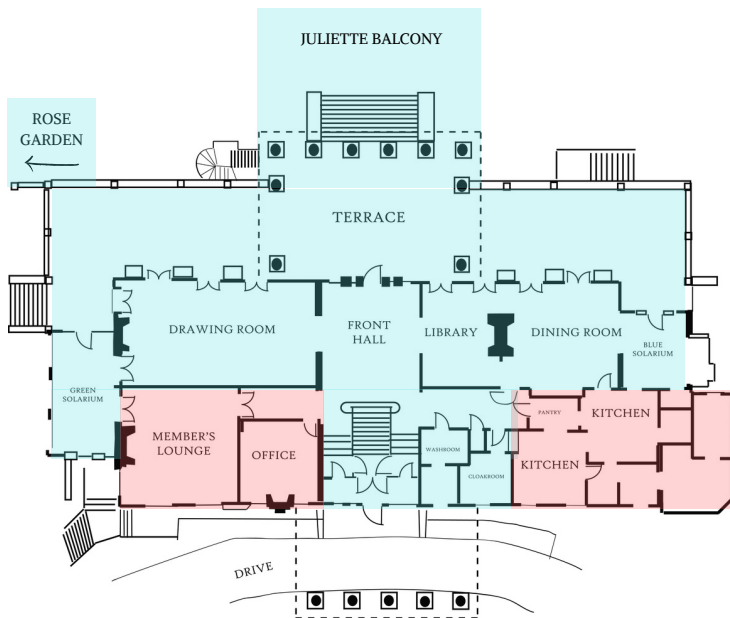 JULIETTE BALCONY
ROSE
GARDEN
TERRACE
DRAWING ROOM
FRONT
HALL
LIBRARY
DINING ROOM
BLUE
SOLARIUM
GREEN
SOLARIUM
MEMBER'S
LOUNGE
OFFICE
WASHROOM
CLOAKROOM
PANTRY
KITCHEN
KITCHEN
DRIVE